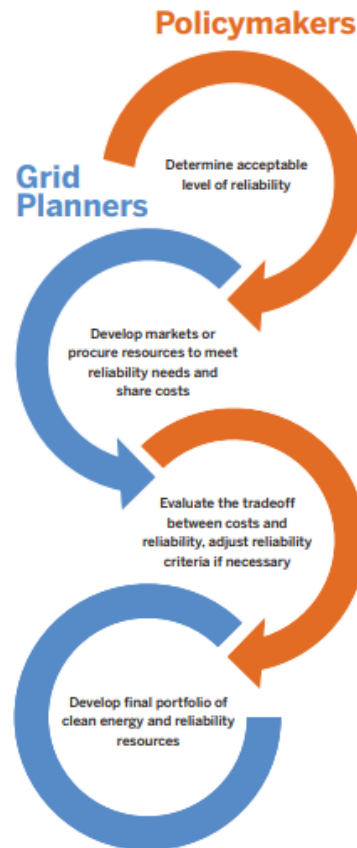 Policymakers
Determine acceptable
level of reliability
Grid
Planners
Develop markets or
procure resources to meet
reliability needs and
share costs
Evaluate the tradeoff
between costs and
reliability, adjust reliability
criteria if necessary
Develop final portfolio of
clean energy and reliability
resources